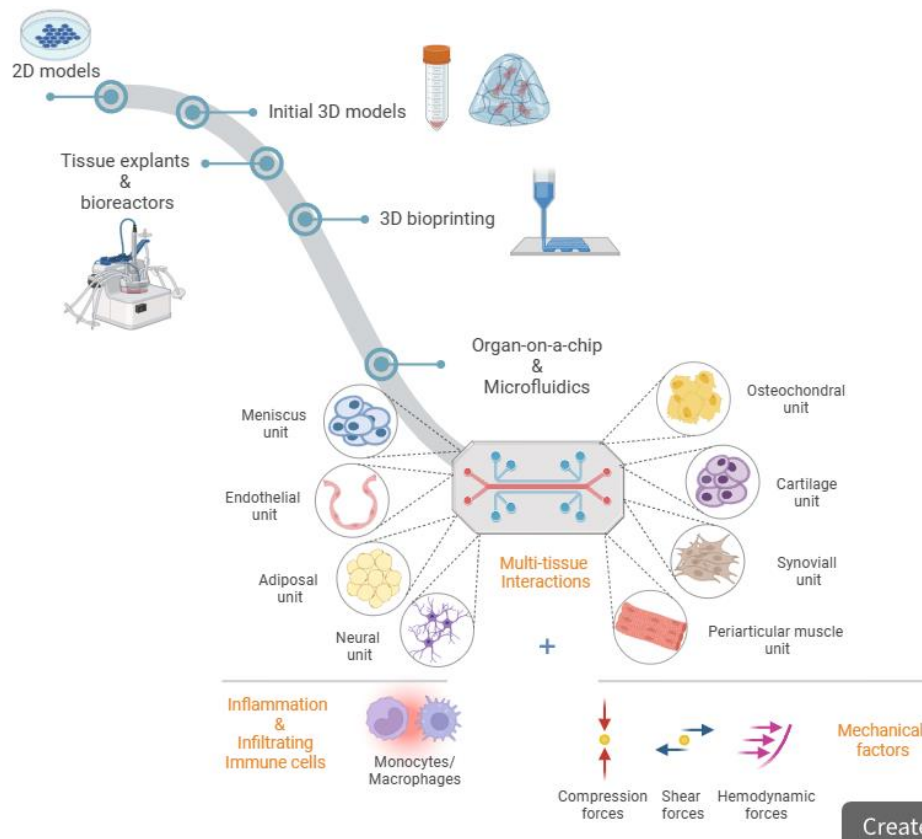 2D models
Initial 3D models
Tissue explants
&
bioreactors
3D bioprinting
Organ-on-a-chip
&
Microfluidics
Meniscus
unit
Osteochondral
unit
Endothelial
unit
Cartilage
unit
Adiposal
unit
Multi-tissue
Interactions
Synoviall
unit
Neural
unit
Periarticular muscle
unit
+
Inflammation
&
Infiltrating
Immune cells
Monocytes/
Macrophages
Compression
forces
Shear
forces
Hemodynamic
forces
Mechanical
factors
Create